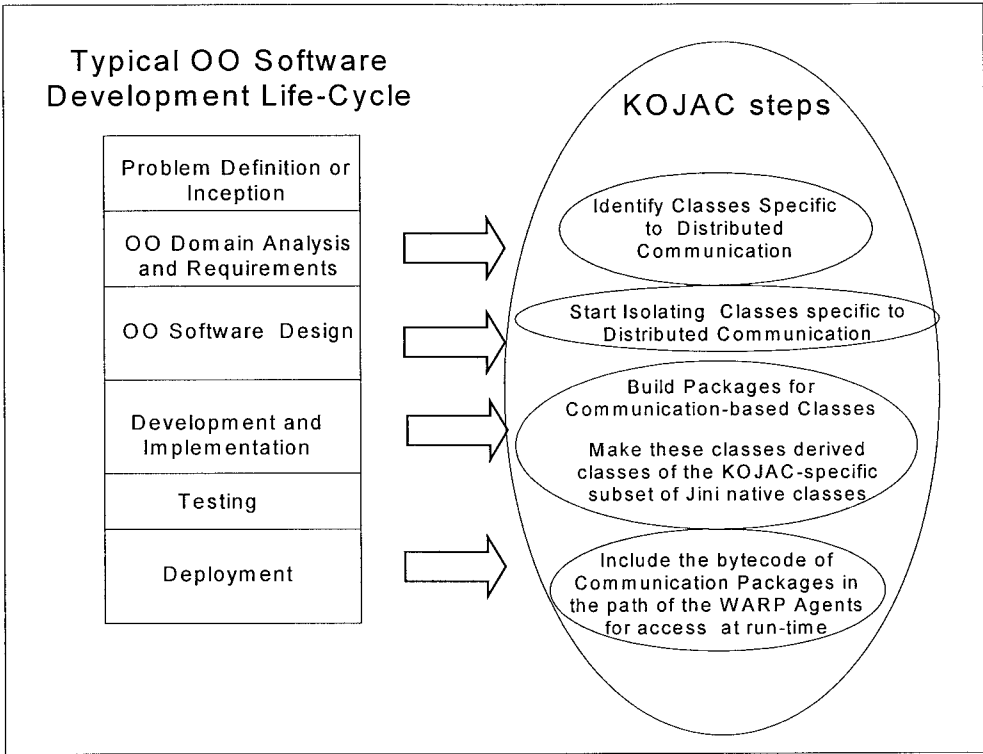 Typical OO Software
Development Life-Cycle
Problem Definition or
Inception
OO Domain Analysis
and Requirements
OO Software Design
Development and
Implementation
Testing
Deployment
KOJAC steps
Identify Classes Specific
to Distributed
Communication
Start Isolating Classes specific to
Distributed Communication
Build Packages for
Communication-based Classes
Make these classes derived
classes of the KOJAC-specific
subset of Jini native classes
Include the bytecode of
Communication Packages in
the path of the WARP Agents
for access at run-time